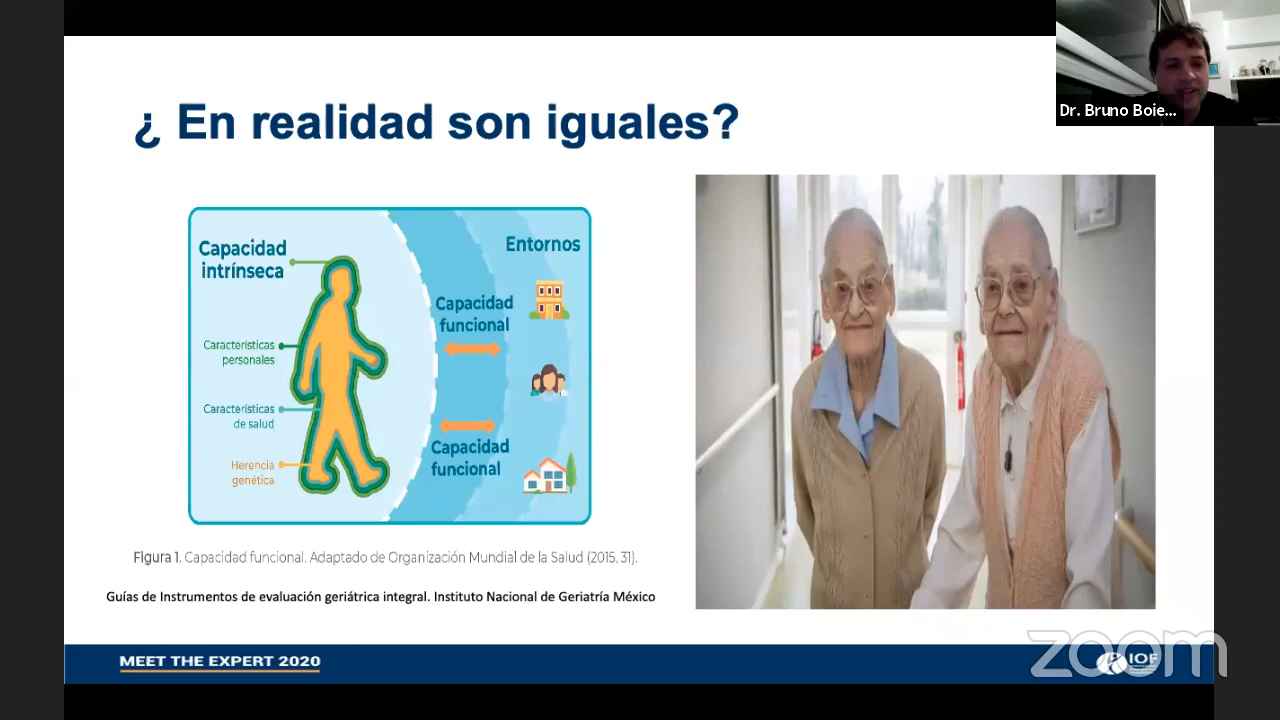 Dr. Bruno Boie...
¿ En realidad son iguales?
Capacidad
intrínseca
Características
personales
Características
de salud
Herencia
genética
Entornos
Capacidad
funcional
Capacidad
funcional
Figura 1. Capacidad funcional. Adaptado de Organización Mundial de la Salud (2015, 31).
Guías de Instrumentos de evaluación geriátrica integral. Instituto Nacional de Geriatría México
MEET THE EXPERT 2020
IOF
zoom